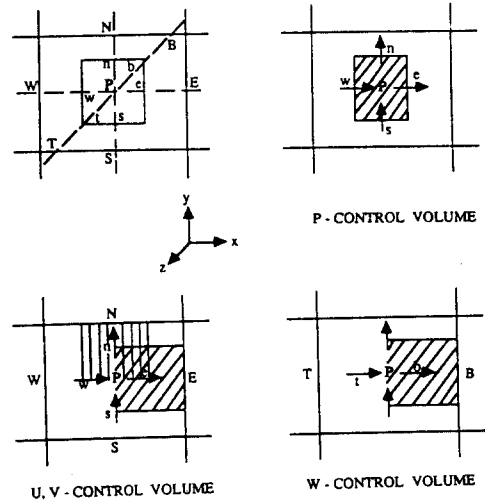 N
B
n b
W P E
w e
t s
T
S
n
w P e
s
P - CONTROL VOLUME
y
x
z
N
n
W w P E
s
S
U, V - CONTROL VOLUME
T P b B
t
W - CONTROL VOLUME